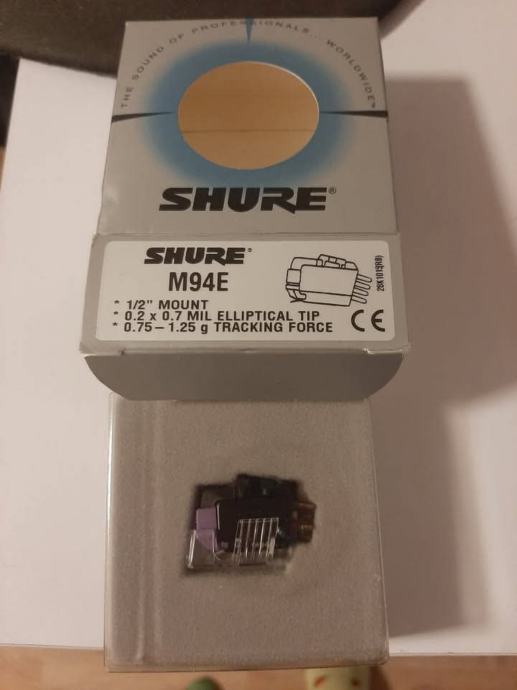 THE SOUND OF PROFESSIONALS... WORLDWIDE™
SHURE®
SHURE®
M94E
* 1/2" MOUNT
* 0.2 x 0.7 MIL ELLIPTICAL TIP
* 0.75–1.25 g TRACKING FORCE
CE